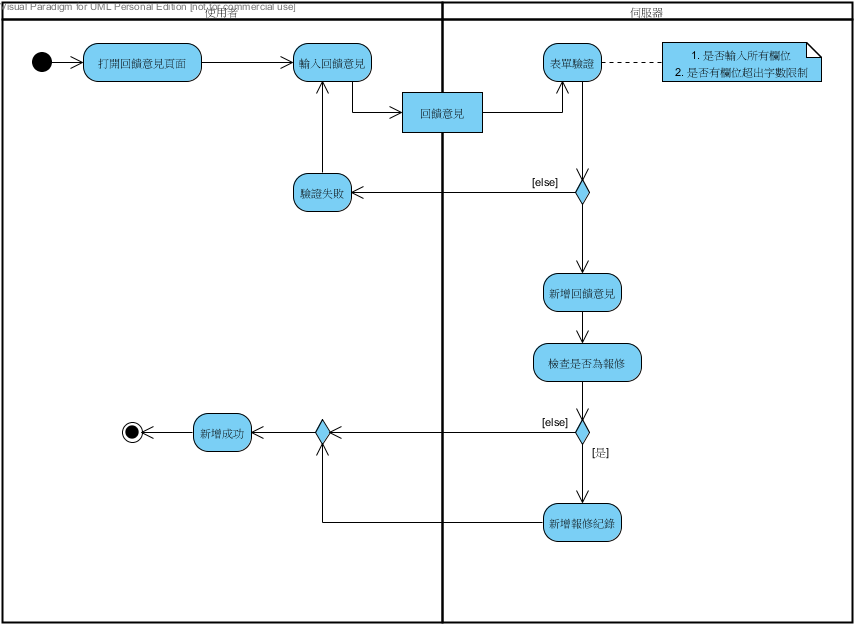 Visual Paradigm for UML Personal Edition [not for commercial use]
使用者
伺服器
打開回饋意見頁面
輸入回饋意見
表單驗證
1. 是否輸入所有欄位
2. 是否有欄位超出字數限制
回饋意見
驗證失敗
[else]
新增回饋意見
檢查是否為報修
新增成功
[else]
[是]
新增報修紀錄